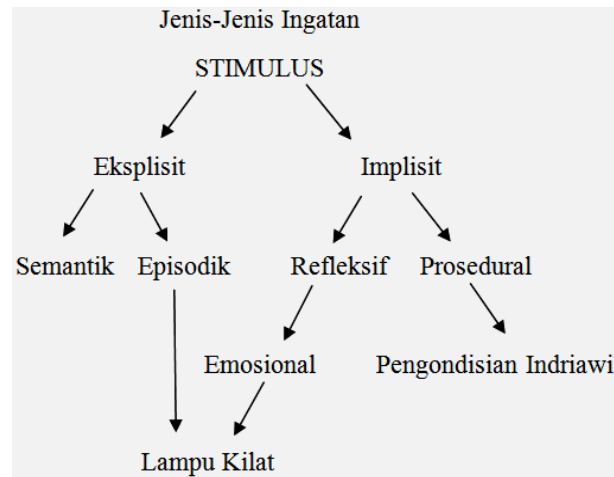 Jenis-Jenis Ingatan
STIMULUS
Eksplisit Implisit
Semantik Episodik Refleksif Prosedural
Emosional Pengondisian Indriawi
Lampu Kilat